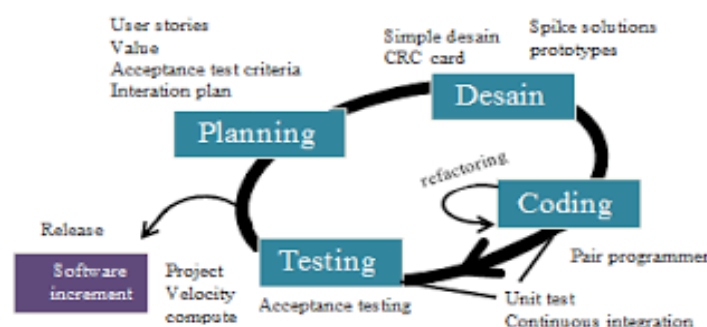 User stories
Value
Acceptance test criteria
Interation plan
Simple desain
CRC card
Spike solutions
prototypes
Planning
Desain
refactoring
Coding
Pair programmer
Testing
Acceptance testing
Unit test
Continuous integration
Release
Software
increment
Project
Velocity
compute